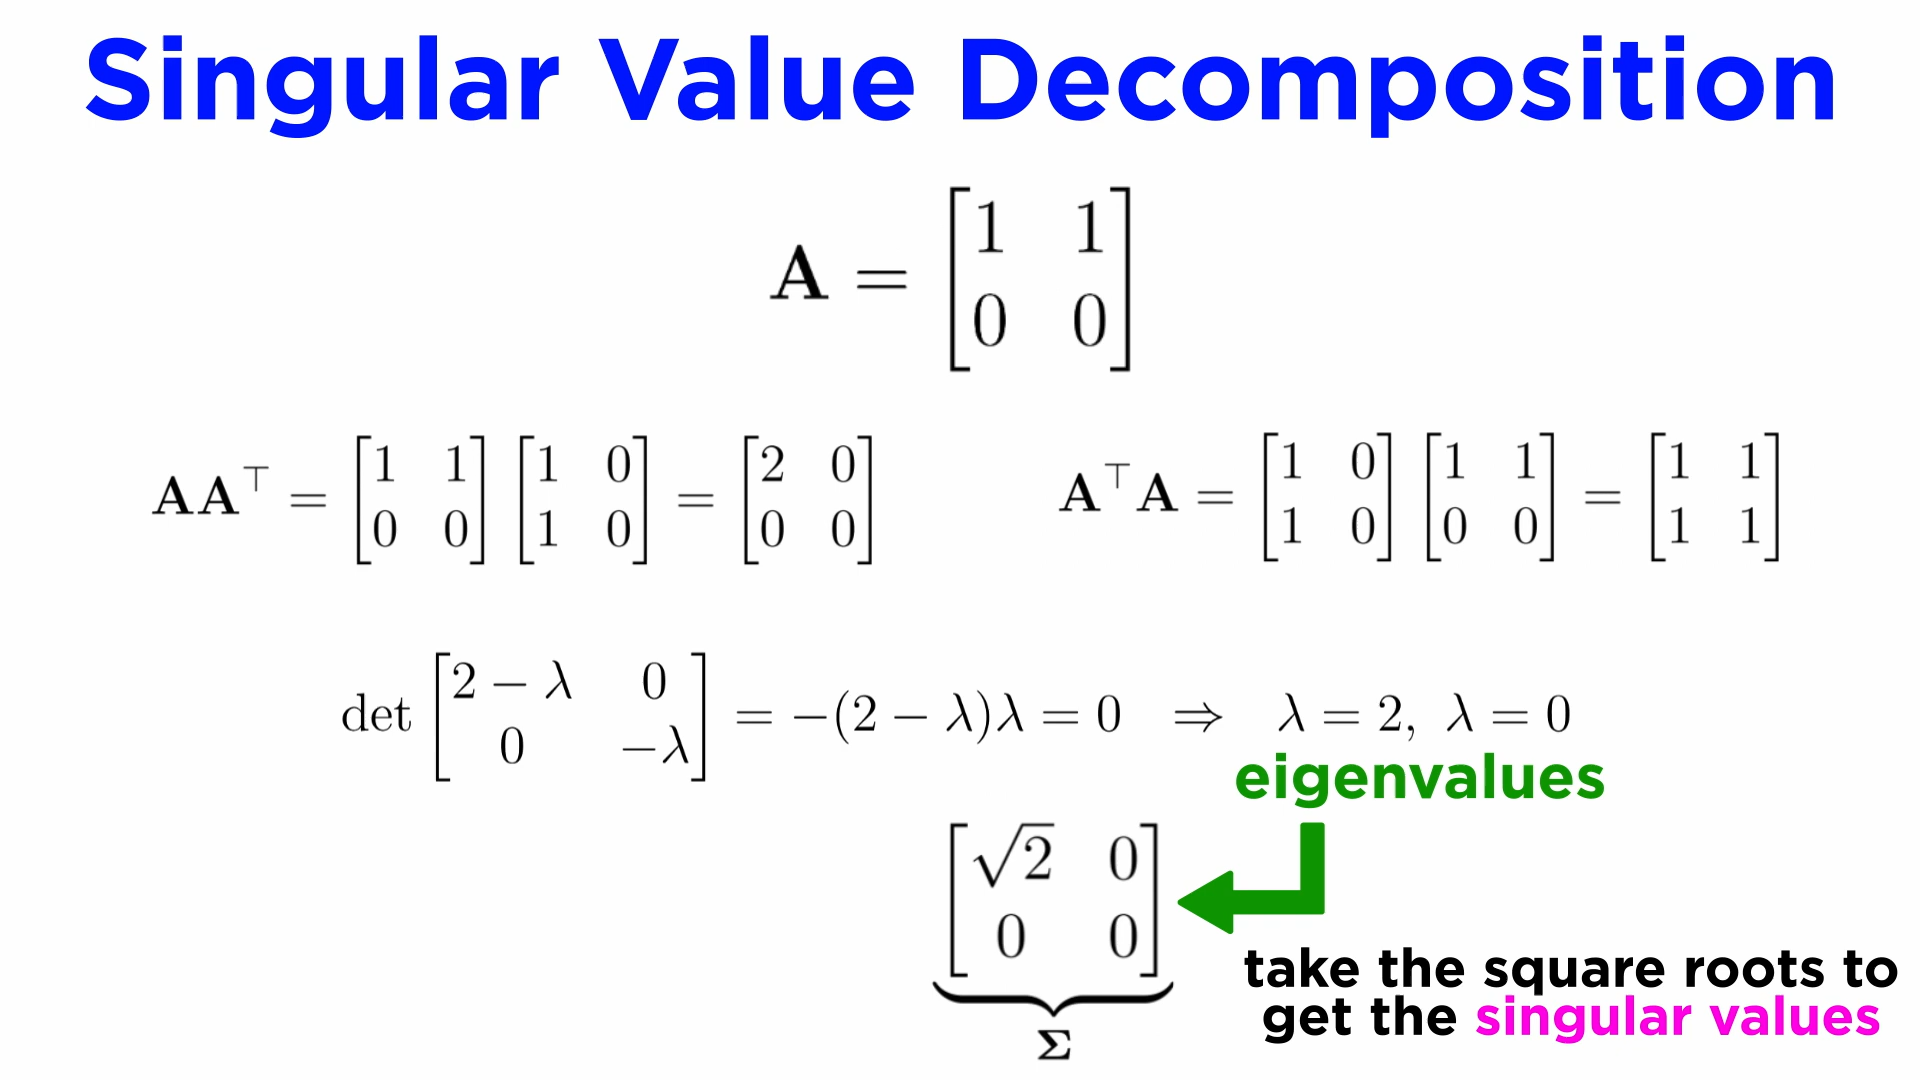 Singular Value Decomposition
A = [1 1
0 0]
AA⊤ = [1 1
0 0] [1 0
1 0] = [2 0
0 0]
A⊤A = [1 0
1 0] [1 1
0 0] = [1 1
1 1]
det [2 − λ 0
0 −λ] = −(2 − λ)λ = 0 ⇒ λ = 2, λ = 0
eigenvalues
[√2 0
0 0]
Σ
take the square roots to
get the singular values